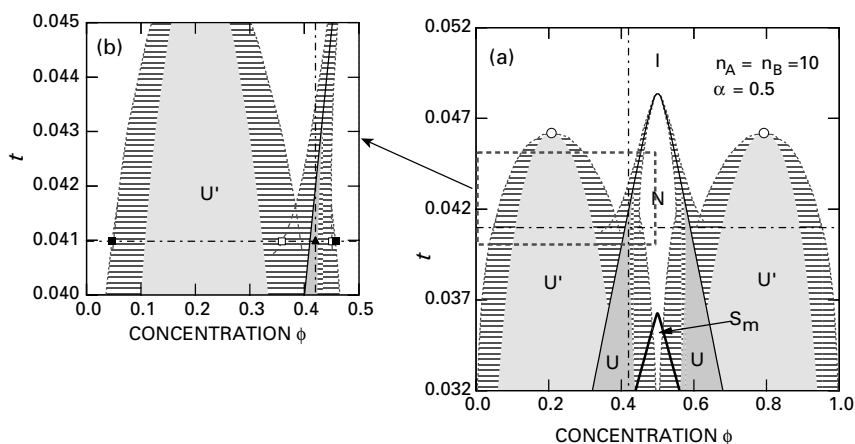 (b)
0.045
0.044
0.043
0.042
0.041
0.040
t
U'
0.0 0.1 0.2 0.3 0.4 0.5
CONCENTRATION ϕ
(a)
0.052
0.047
0.042
0.037
0.032
t
I
n_A = n_B =10
α = 0.5
N
U' U'
S_m
U U
0.0 0.2 0.4 0.6 0.8 1.0
CONCENTRATION ϕ